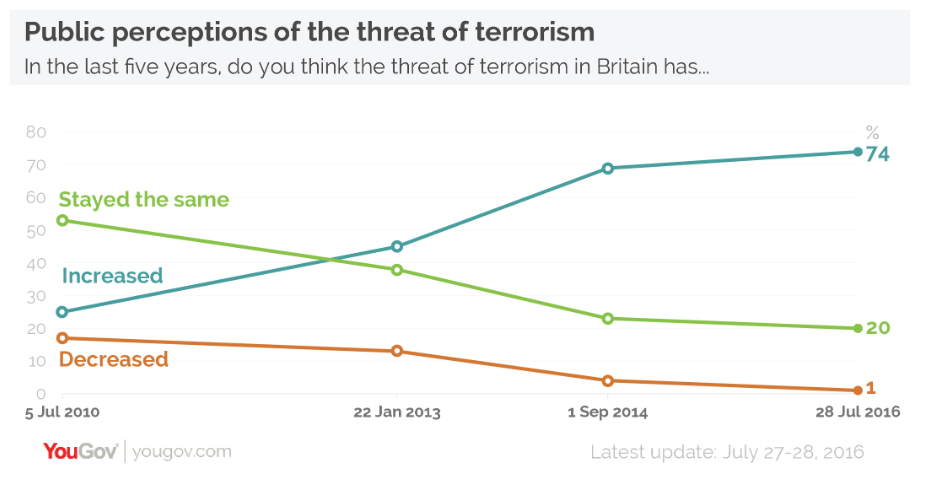 Public perceptions of the threat of terrorism
In the last five years, do you think the threat of terrorism in Britain has...
%
80
74
70
60
Stayed the same
50
40
Increased
30
20
20
Decreased
10
1
0
5 Jul 2010
22 Jan 2013
1 Sep 2014
28 Jul 2016
YouGov® | yougov.com
Latest update: July 27-28, 2016